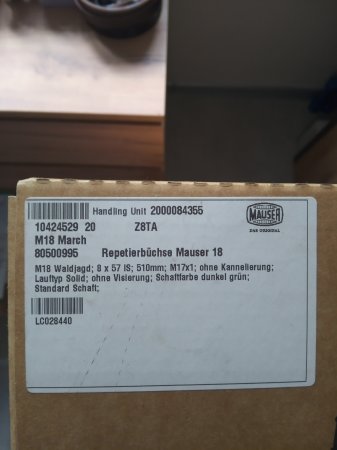 Handling Unit 2000084355
10424529 20 Z8TA
M18 March
80500995 Repetierbüchse Mauser 18
M18 Waldjagd; 8 x 57 IS; 510mm; M17x1; ohne Kannelierung;
Lauftyp Solid; ohne Visierung; Schaftfarbe dunkel grün;
Standard Schaft;
LC028440
MAUSER
DAS ORIGINAL